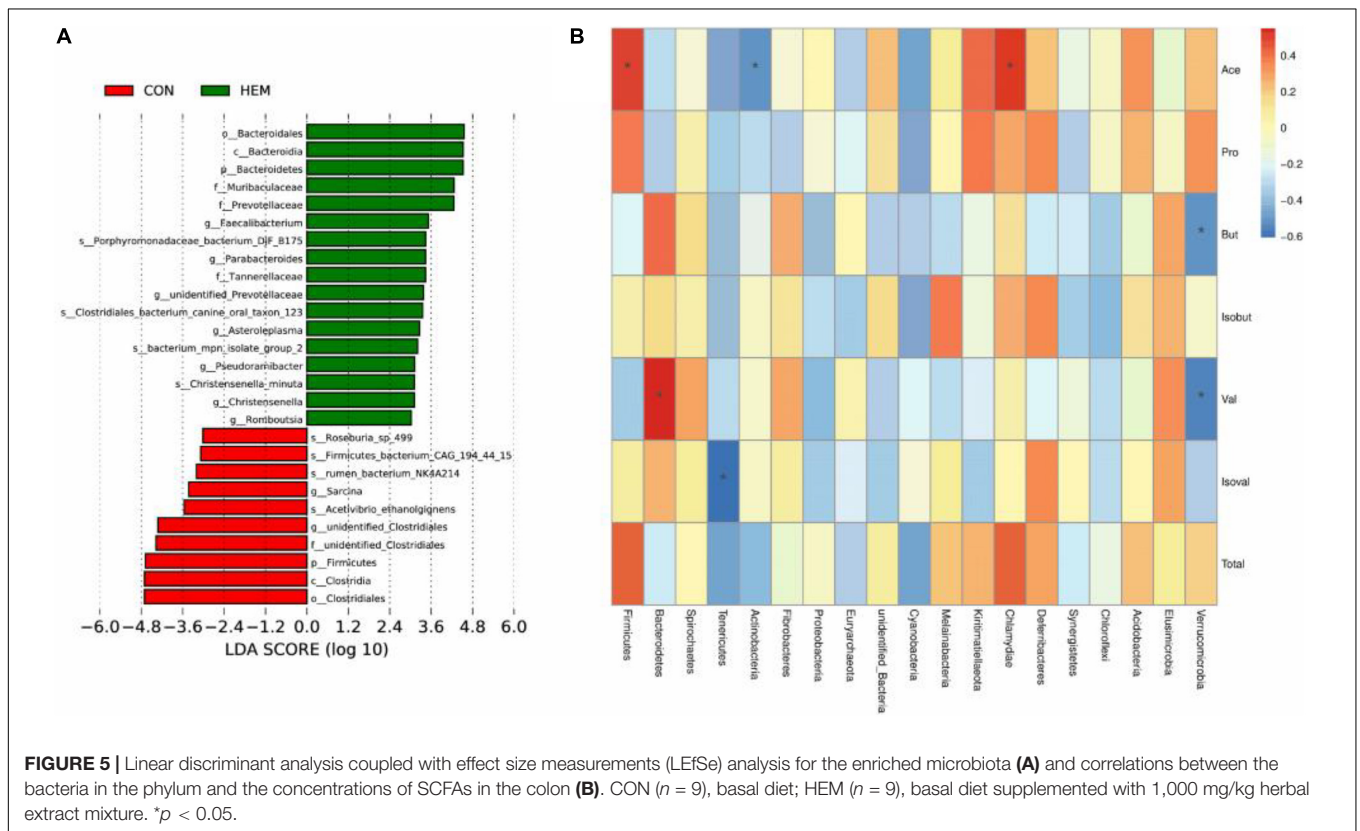 A
CON HEM
o__Bacteroidales
c__Bacteroidia
p__Bacteroidetes
f__Muribaculaceae
f__Prevotellaceae
g__Faecalibacterium
s__Porphyromonadaceae_bacterium_DJF_B175
g__Parabacteroides
f__Tannerellaceae
g__unidentified_Prevotellaceae
s__Clostridiales_bacterium_canine_oral_taxon_123
g__Asteroleplasma
s__bacterium_mpn_isolate_group_2
g__Pseudoramibacter
s__Christensenella_minuta
g__Christensenella
g__Romboutsia
s__Roseburia_sp_499
s__Firmicutes_bacterium_CAG_194_44_15
s__rumen_bacterium_NK4A214
g__Sarcina
s__Acetivibrio_ethanolgignens
g__unidentified_Clostridiales
f__unidentified_Clostridiales
p__Firmicutes
c__Clostridia
o__Clostridiales
−6.0 −4.8 −3.6 −2.4 −1.2 0.0 1.2 2.4 3.6 4.8 6.0
LDA SCORE (log 10)
B
* * * Ace
Pro
* But
Isobut
* * Val
* Isoval
Total
Firmicutes
Bacteroidetes
Spirochaetes
Tenericutes
Actinobacteria
Fibrobacteres
Proteobacteria
Euryarchaeota
unidentified_Bacteria
Cyanobacteria
Melainabacteria
Kiritimatiellaeota
Chlamydiae
Deferribacteres
Synergistetes
Chloroflexi
Acidobacteria
Elusimicrobia
Verrucomicrobia
0.4
0.2
0
−0.2
−0.4
−0.6
FIGURE 5 | Linear discriminant analysis coupled with effect size measurements (LEfSe) analysis for the enriched microbiota (A) and correlations between the
bacteria in the phylum and the concentrations of SCFAs in the colon (B). CON (n = 9), basal diet; HEM (n = 9), basal diet supplemented with 1,000 mg/kg herbal
extract mixture. *p < 0.05.